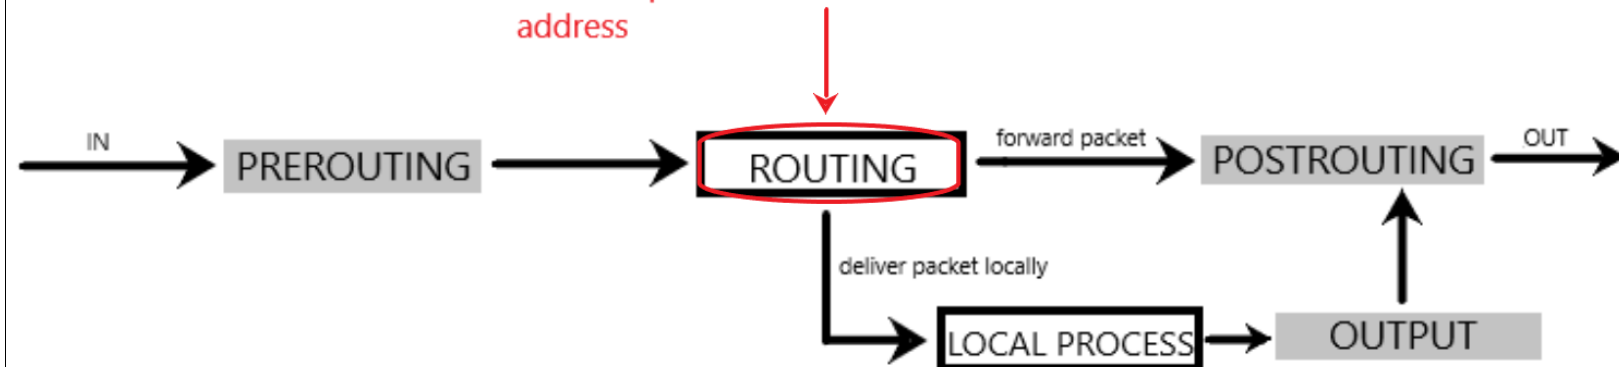 address
IN
PREROUTING
ROUTING
forward packet
POSTROUTING
OUT
deliver packet locally
LOCAL PROCESS
OUTPUT